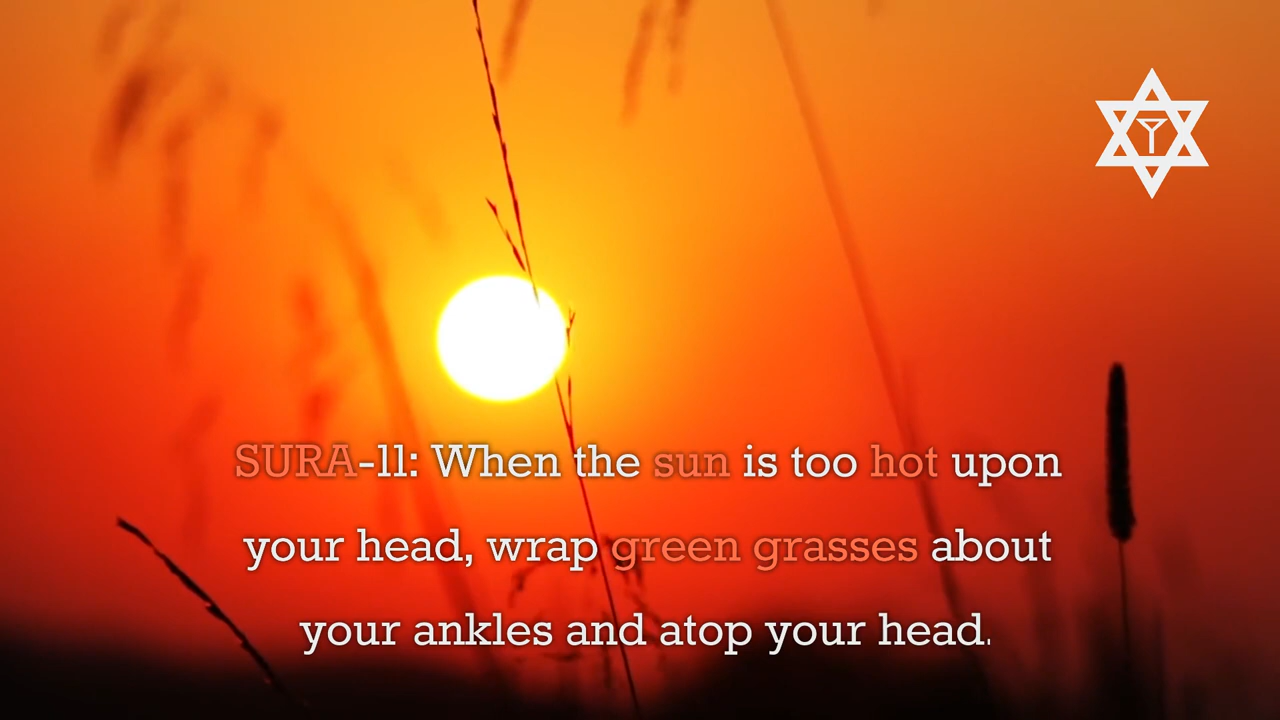 SURA-ll: When the sun is too hot upon
your head, wrap green grasses about
your ankles and atop your head.